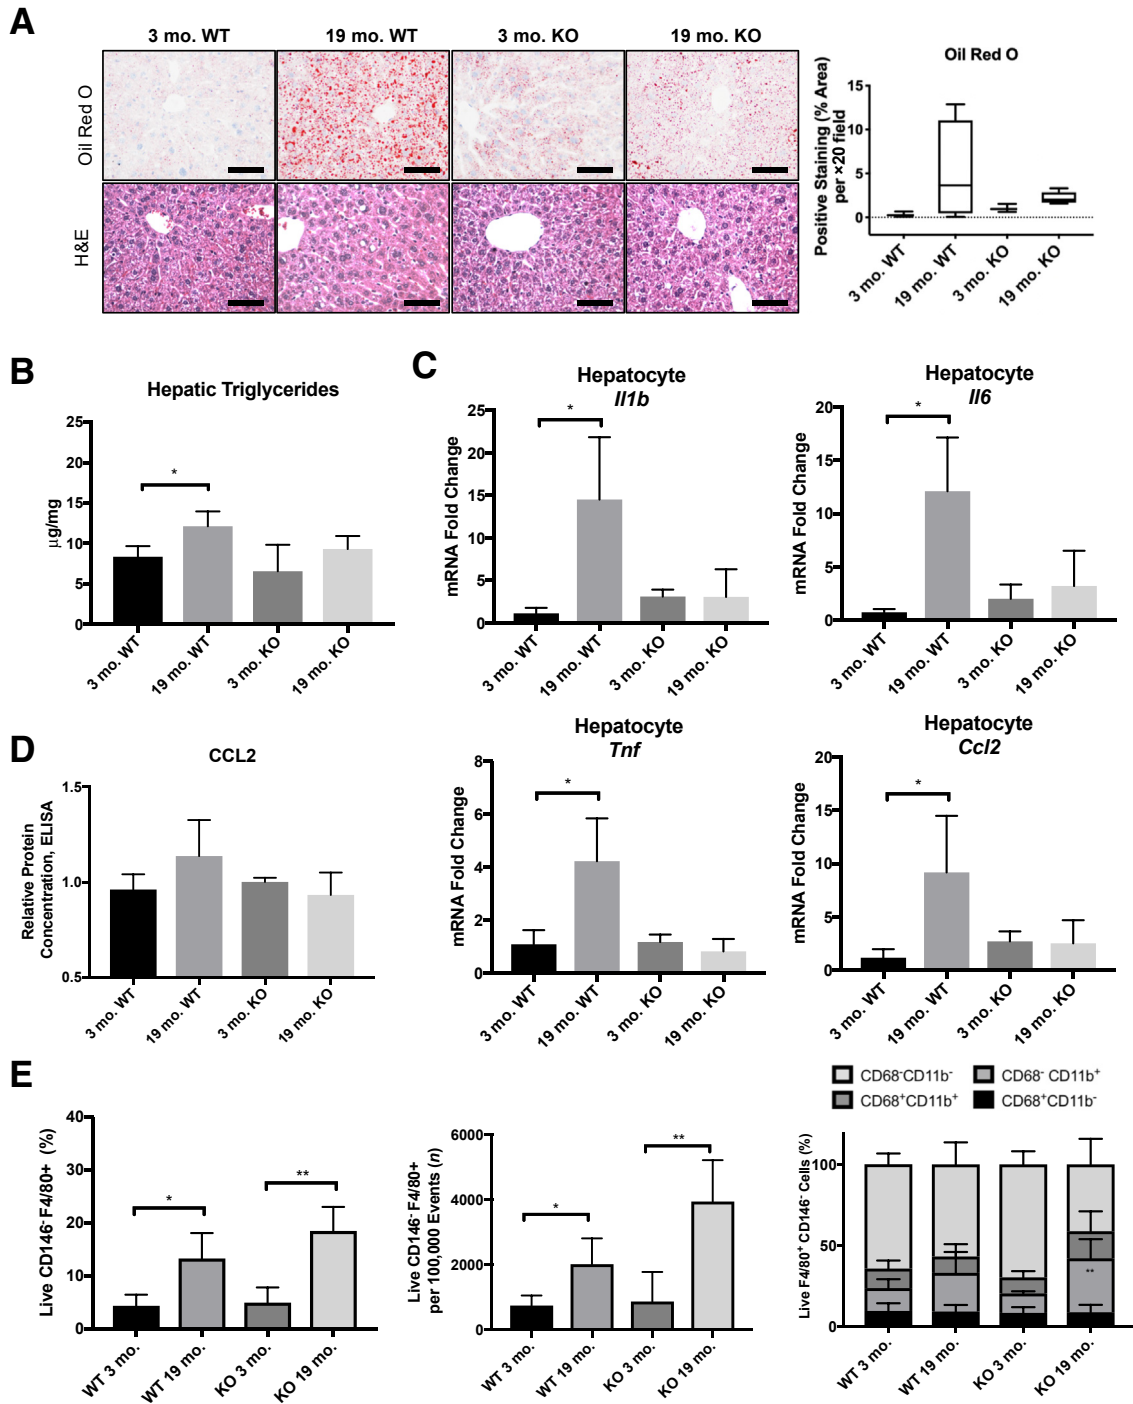 A
3 mo. WT
19 mo. WT
3 mo. KO
19 mo. KO
Oil Red O
H&E
Oil Red O
Positive Staining (% Area)
per ×20 field
15
10
5
0
3 mo. WT
19 mo. WT
3 mo. KO
19 mo. KO
B
Hepatic Triglycerides
µg/mg
25
20
15
10
5
0
*
3 mo. WT
19 mo. WT
3 mo. KO
19 mo. KO
C
Hepatocyte
Il1b
mRNA Fold Change
25
20
15
10
5
0
*
3 mo. WT
19 mo. WT
3 mo. KO
19 mo. KO
Hepatocyte
Il6
mRNA Fold Change
20
15
10
5
0
*
3 mo. WT
19 mo. WT
3 mo. KO
19 mo. KO
D
CCL2
Relative Protein
Concentration, ELISA
1.5
1.0
0.5
3 mo. WT
19 mo. WT
3 mo. KO
19 mo. KO
Hepatocyte
Tnf
mRNA Fold Change
8
6
4
2
0
*
3 mo. WT
19 mo. WT
3 mo. KO
19 mo. KO
Hepatocyte
Ccl2
mRNA Fold Change
20
15
10
5
0
*
3 mo. WT
19 mo. WT
3 mo. KO
19 mo. KO
E
Live CD146⁻ F4/80+ (%)
40
30
20
10
0
*
**
WT 3 mo.
WT 19 mo.
KO 3 mo.
KO 19 mo.
Live CD146⁻ F4/80+
per 100,000 Events (n)
6000
4000
2000
0
*
**
WT 3 mo.
WT 19 mo.
KO 3 mo.
KO 19 mo.
CD68⁻CD11b⁻
CD68⁻ CD11b⁺
CD68⁺CD11b⁺
CD68⁺CD11b⁻
Live F4/80⁺ CD146⁻ Cells (%)
100
50
0
**
WT 3 mo.
WT 19 mo.
KO 3 mo.
KO 19 mo.